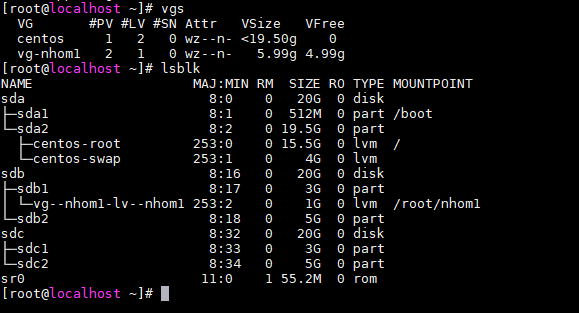 [root@localhost ~]# vgs
  VG       #PV #LV #SN Attr   VSize   VFree
  centos     1   2   0 wz--n- <19.50g    0
  vg-nhom1   2   1   0 wz--n-   5.99g 4.99g
[root@localhost ~]# lsblk
NAME                   MAJ:MIN RM  SIZE RO TYPE MOUNTPOINT
sda                      8:0    0   20G  0 disk
├─sda1                   8:1    0  512M  0 part /boot
└─sda2                   8:2    0 19.5G  0 part
  ├─centos-root        253:0    0 15.5G  0 lvm  /
  └─centos-swap        253:1    0    4G  0 lvm
sdb                      8:16   0   20G  0 disk
├─sdb1                   8:17   0    3G  0 part
│ └─vg--nhom1-lv--nhom1 253:2    0    1G  0 lvm  /root/nhom1
└─sdb2                   8:18   0    5G  0 part
sdc                      8:32   0   20G  0 disk
├─sdc1                   8:33   0    3G  0 part
└─sdc2                   8:34   0    5G  0 part
sr0                     11:0    1 55.2M  0 rom
[root@localhost ~]#